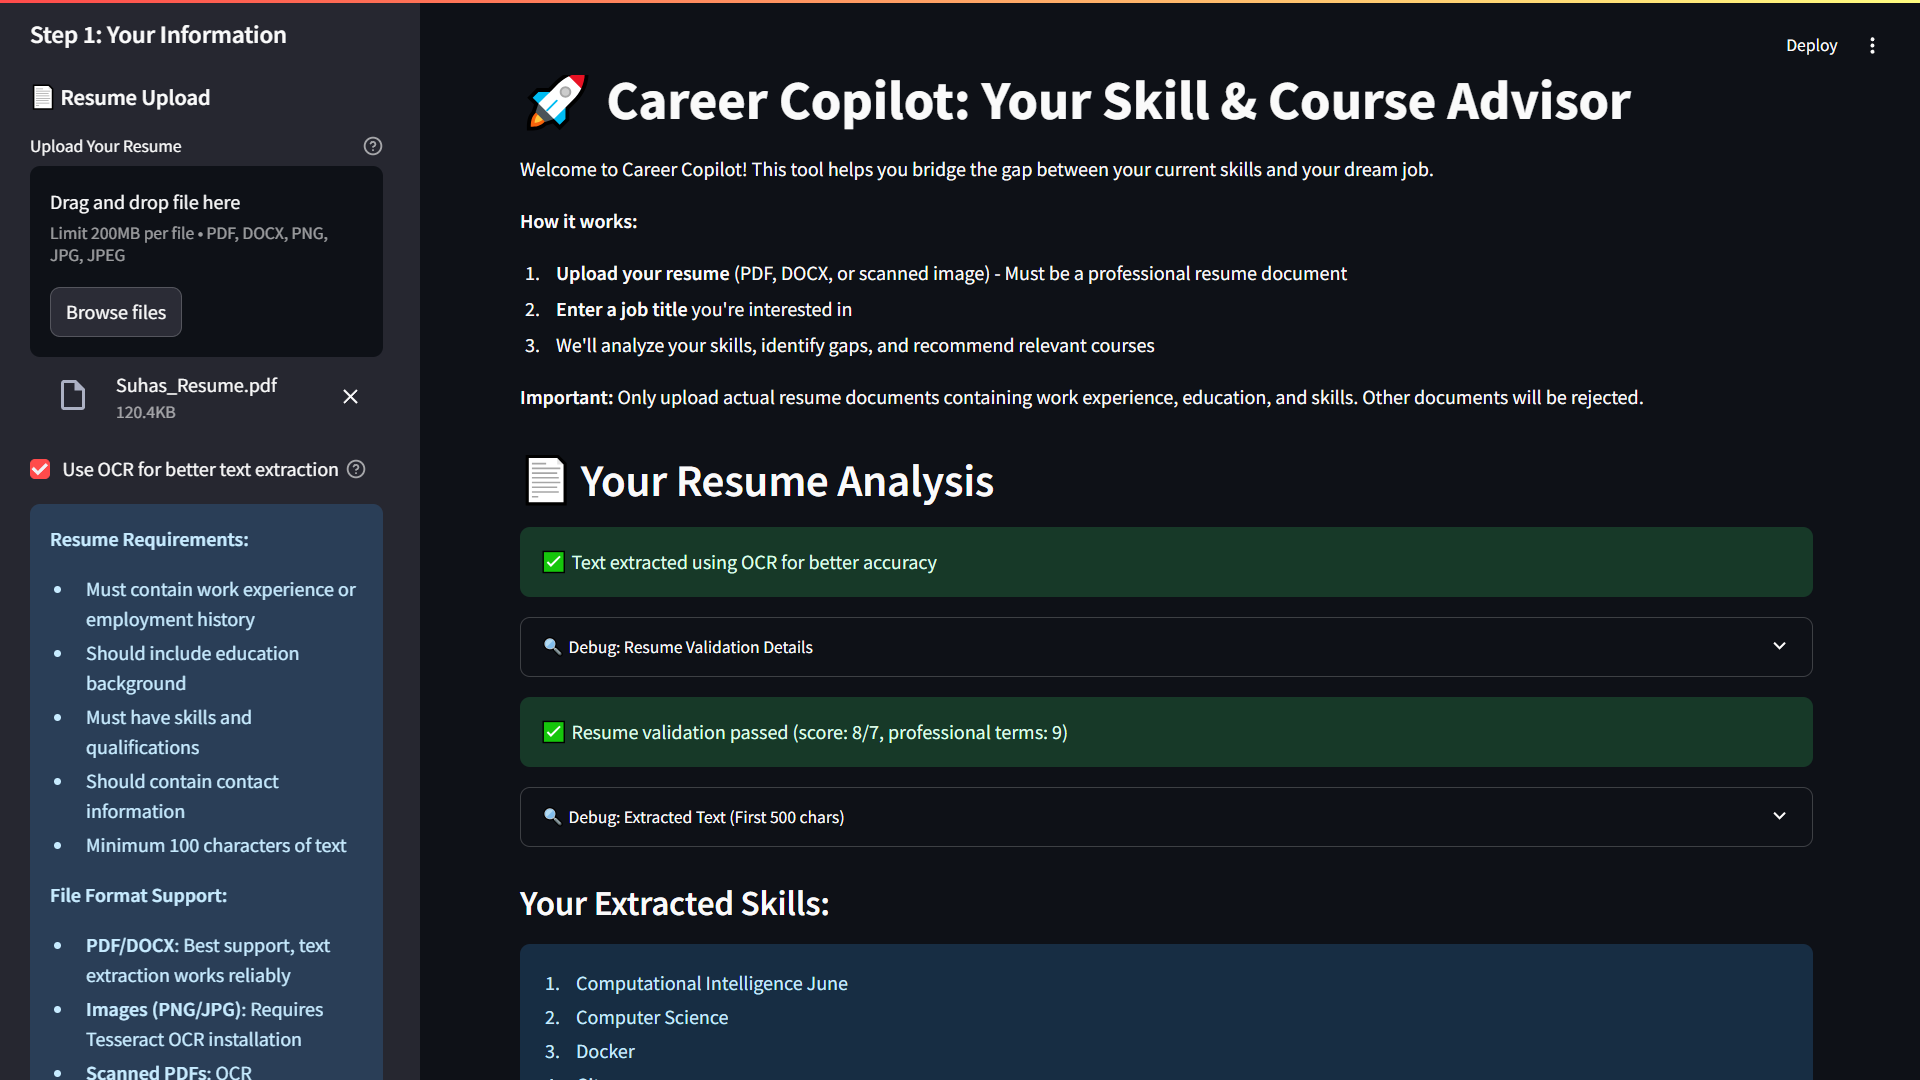 Step 1: Your Information
Resume Upload
Upload Your Resume
Drag and drop file here
Limit 200MB per file • PDF, DOCX, PNG,
JPG, JPEG
Browse files
Suhas_Resume.pdf
120.4KB
Use OCR for better text extraction
Resume Requirements:
• Must contain work experience or
employment history
• Should include education
background
• Must have skills and
qualifications
• Should contain contact
information
• Minimum 100 characters of text
File Format Support:
• PDF/DOCX: Best support, text
extraction works reliably
• Images (PNG/JPG): Requires
Tesseract OCR installation
• Scanned PDFs: OCR
Deploy
Career Copilot: Your Skill & Course Advisor
Welcome to Career Copilot! This tool helps you bridge the gap between your current skills and your dream job.
How it works:
1. Upload your resume (PDF, DOCX, or scanned image) - Must be a professional resume document
2. Enter a job title you're interested in
3. We'll analyze your skills, identify gaps, and recommend relevant courses
Important: Only upload actual resume documents containing work experience, education, and skills. Other documents will be rejected.
Your Resume Analysis
Text extracted using OCR for better accuracy
Debug: Resume Validation Details
Resume validation passed (score: 8/7, professional terms: 9)
Debug: Extracted Text (First 500 chars)
Your Extracted Skills:
1. Computational Intelligence June
2. Computer Science
3. Docker